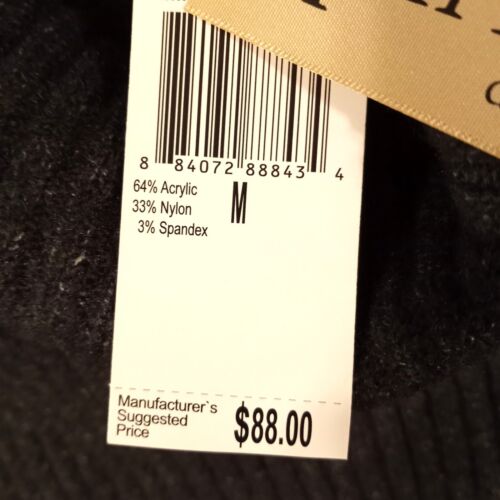 8 84072 88843 4
64% Acrylic
33% Nylon
3% Spandex
M
Manufacturer`s
Suggested
Price
$88.00